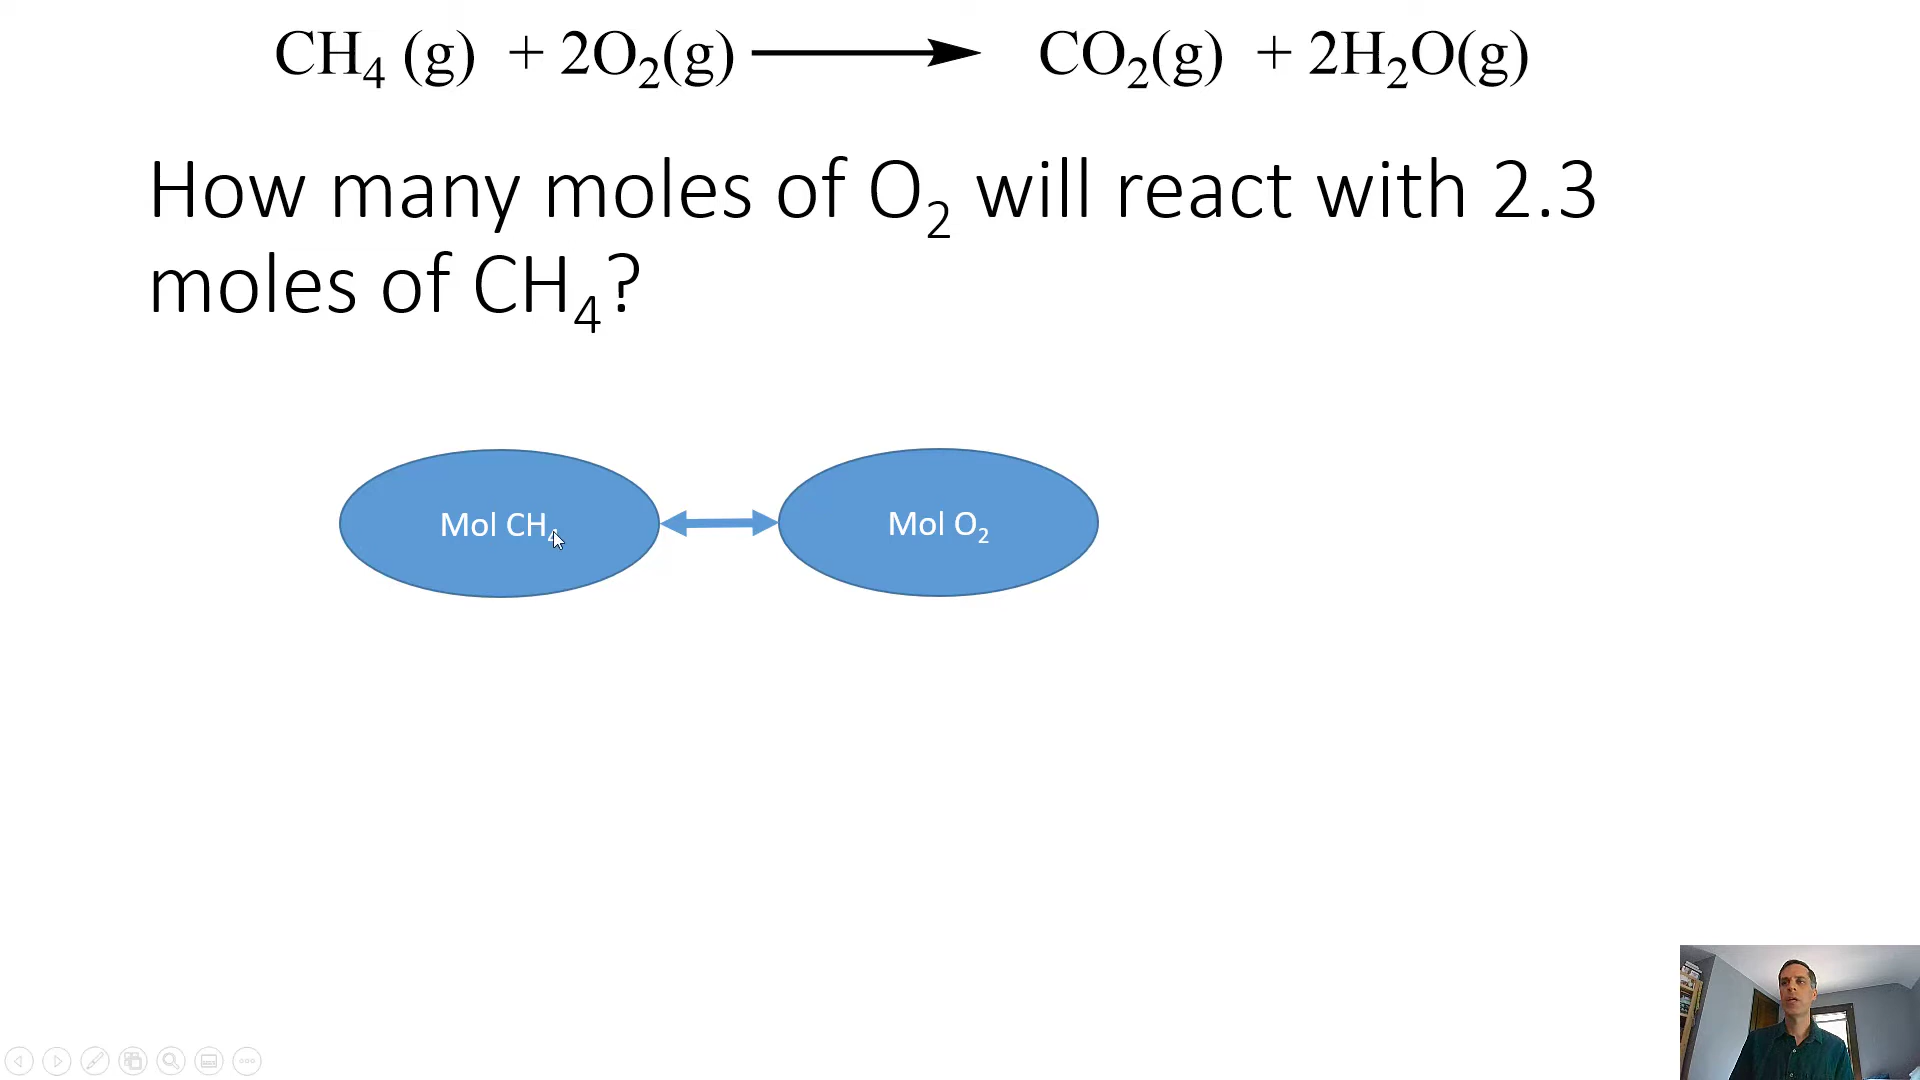 CH₄ (g) + 2O₂(g) ⟶ CO₂(g) + 2H₂O(g)
How many moles of O₂ will react with 2.3
moles of CH₄?
Mol CH₄
Mol O₂